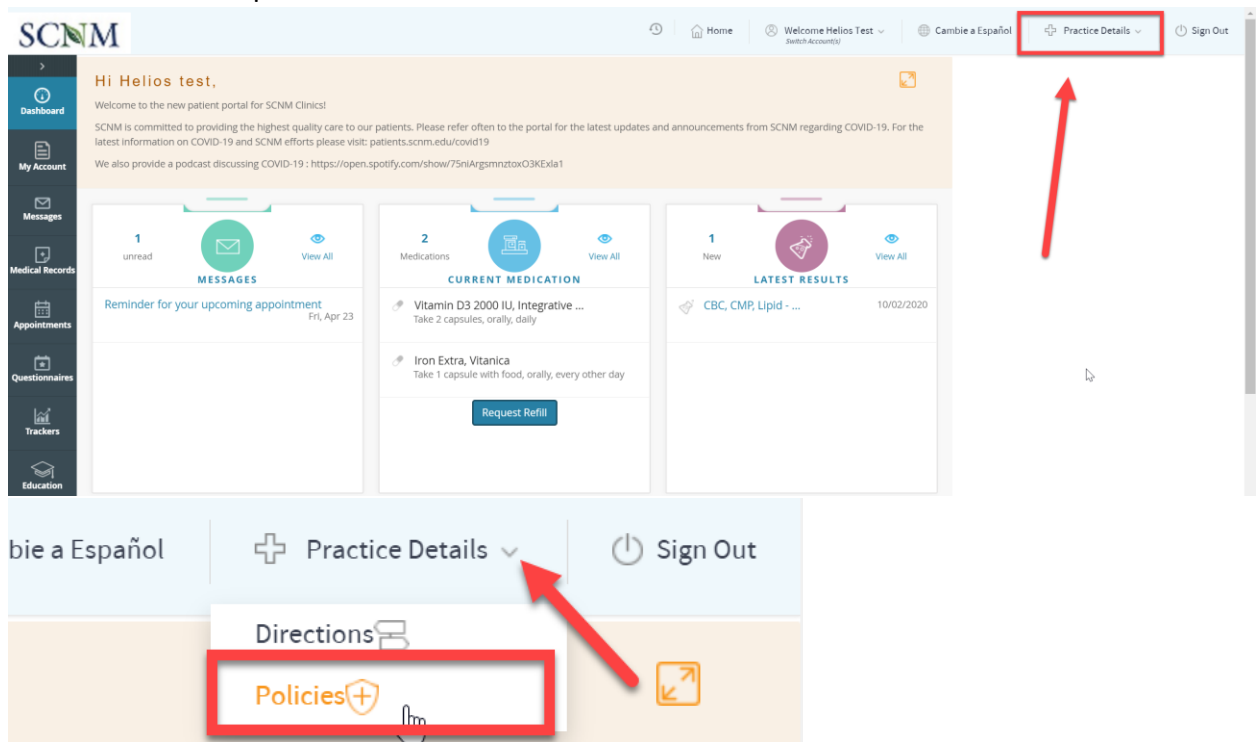 SCNM
Home
Welcome Helios Test
Switch Account(s)
Cambie a Español
Practice Details
Sign Out
Dashboard
My Account
Messages
Medical Records
Appointments
Questionnaires
Trackers
Education
Hi Helios test,
Welcome to the new patient portal for SCNM Clinics!
SCNM is committed to providing the highest quality care to our patients. Please refer often to the portal for the latest updates and announcements from SCNM regarding COVID-19. For the
latest information on COVID-19 and SCNM efforts please visit: patients.scnm.edu/covid19
We also provide a podcast discussing COVID-19 : https://open.spotify.com/show/75niArgsmnztoxO3KExla1
1
unread
View All
MESSAGES
Reminder for your upcoming appointment
Fri, Apr 23
2
Medications
View All
CURRENT MEDICATION
Vitamin D3 2000 IU, Integrative ...
Take 2 capsules, orally, daily
Iron Extra, Vitanica
Take 1 capsule with food, orally, every other day
Request Refill
1
New
View All
LATEST RESULTS
CBC, CMP, Lipid - ...
10/02/2020
bie a Español
Practice Details
Sign Out
Directions
Policies